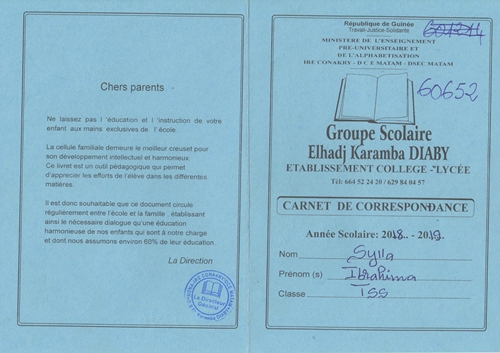 Chers parents
Ne laissez pas l 'éducation et l 'instruction de votre
enfant aux mains exclusives de l' école.
La cellule familiale demeure le meilleur creuset pour
son développement intellectuel et harmonieux.
Ce livret est un outil pédagogique qui permet
d'apprécier les efforts de l'élève dans les différentes
matières.
Il est donc souhaitable que ce document circule
régulièrement entre l'école et la famille , établissant
ainsi le nécessaire dialogue qu'une éducation
harmonieuse de nos enfants qui sont à notre charge
et dont nous assumons environ 60% de leur éducation.
La Direction
Le Directeur
Général
République de Guinée
Travail-Justice-Solidarité
MINISTERE DE L'ENSEIGNEMENT
PRE-UNIVERSITAIRE ET
DE L'ALPHABETISATION
IRE CONAKRY - D C E MATAM - DSEC MATAM
60652
Groupe Scolaire
Elhadj Karamba DIABY
ETABLISSEMENT COLLEGE -LYCÉE
Tél: 664 52 24 20 / 629 84 04 57
CARNET DE CORRESPONDANCE
Année Scolaire: 2018.. - 2019.
Nom Sylla
Prénom (s) Ibrahima
Classe TSS